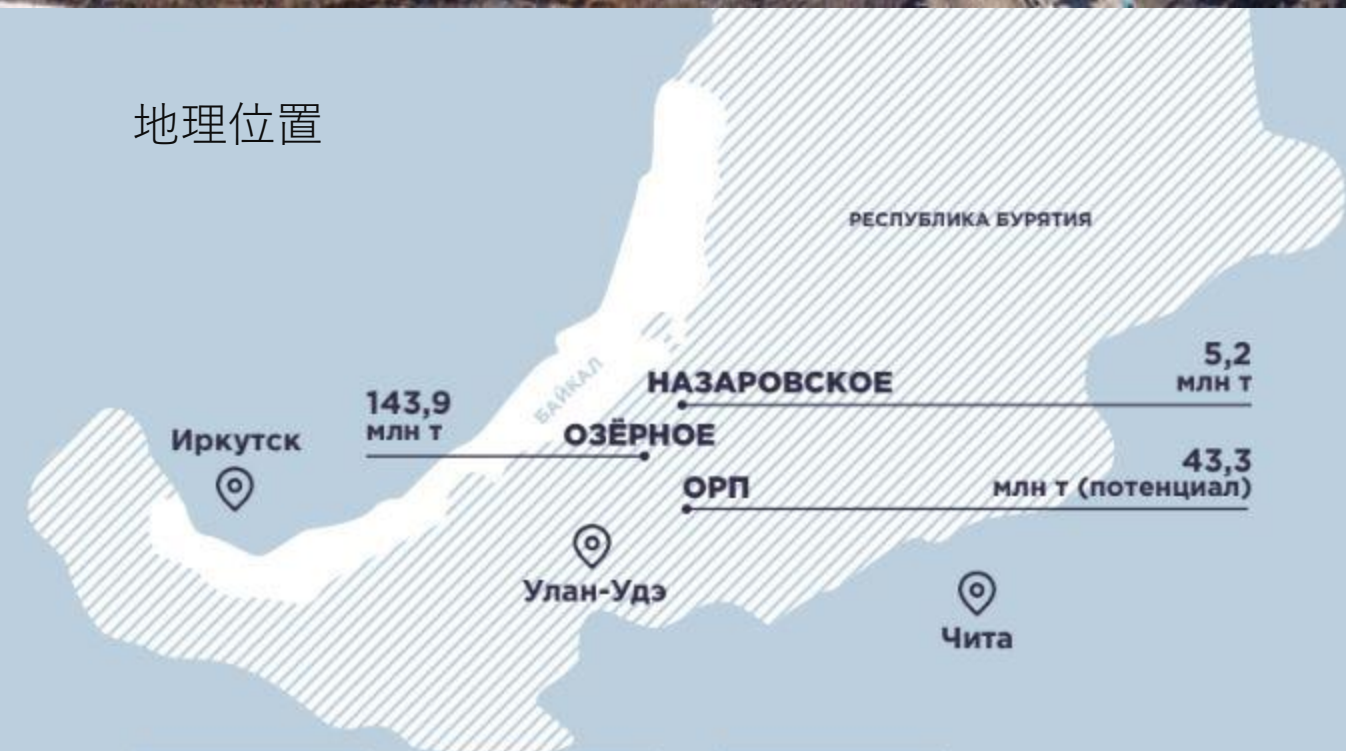 地理位置
РЕСПУБЛИКА БУРЯТИЯ
5,2
млн т
НАЗАРОВСКОЕ
143,9
млн т
БАЙКАЛ
ОЗЁРНОЕ
Иркутск
43,3
млн т (потенциал)
ОРП
Улан-Удэ
Чита